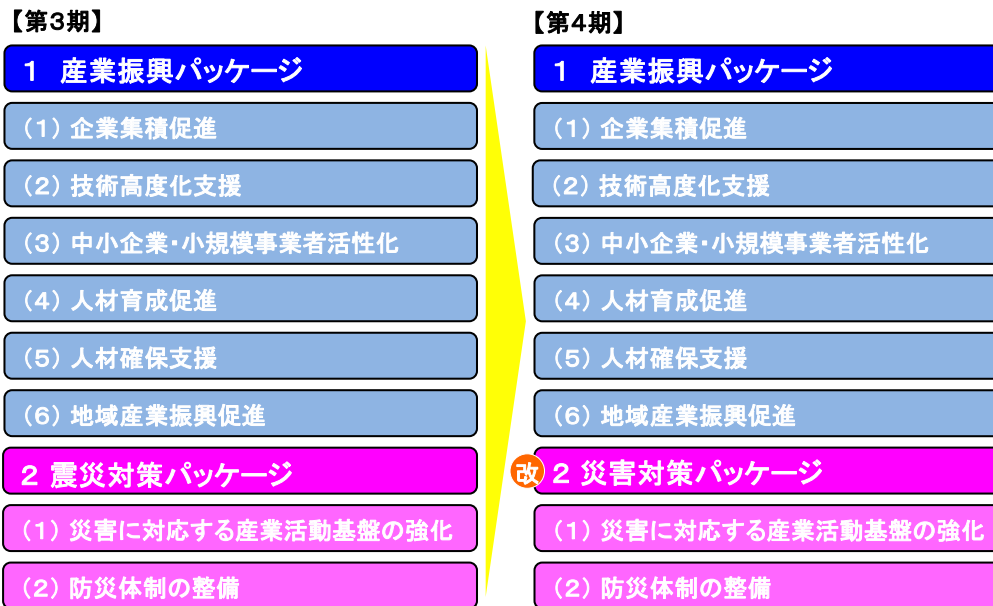 【第3期】
1 産業振興パッケージ
（1）企業集積促進
（2）技術高度化支援
（3）中小企業・小規模事業者活性化
（4）人材育成促進
（5）人材確保支援
（6）地域産業振興促進
2 震災対策パッケージ
（1）災害に対応する産業活動基盤の強化
（2）防災体制の整備
【第4期】
1 産業振興パッケージ
（1）企業集積促進
（2）技術高度化支援
（3）中小企業・小規模事業者活性化
（4）人材育成促進
（5）人材確保支援
（6）地域産業振興促進
改 2 災害対策パッケージ
（1）災害に対応する産業活動基盤の強化
（2）防災体制の整備